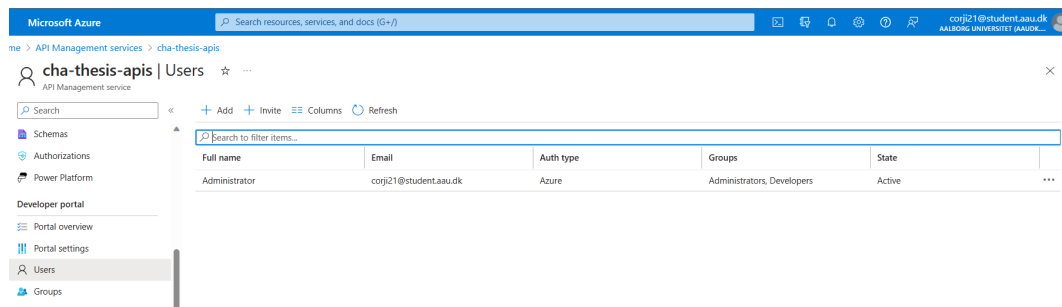 Microsoft Azure
Search resources, services, and docs (G+/)
corji21@student.aau.dk
AALBORG UNIVERSITET (AAUDK....
me > API Management services > cha-thesis-apis
cha-thesis-apis | Users
API Management service
Search
Add Invite Columns Refresh
Schemas
Search to filter items...
Authorizations
Full name Email Auth type Groups State
Power Platform
Administrator corji21@student.aau.dk Azure Administrators, Developers Active
Developer portal
Portal overview
Portal settings
Users
Groups